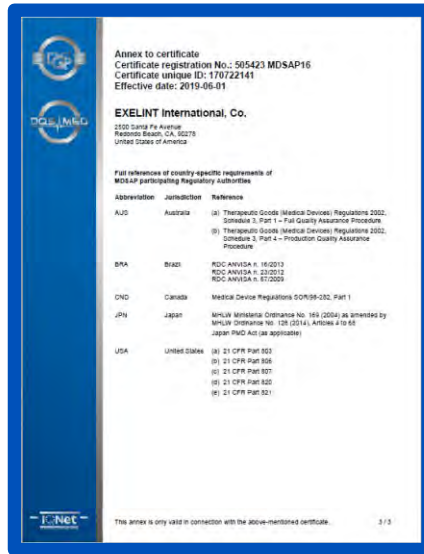 DQS
DQS MED
Annex to certificate
Certificate registration No.: 505423 MDSAP16
Certificate unique ID: 170722141
Effective date: 2019-06-01
EXELINT International, Co.
2500 Santa Fe Avenue
Redondo Beach, CA, 90278
United States of America
Full references of country-specific requirements of
MDSAP participating Regulatory Authorities
Abbreviation Jurisdiction Reference
AUS Australia (a) Therapeutic Goods (Medical Devices) Regulations 2002,
Schedule 3, Part 1 – Full Quality Assurance Procedure
(b) Therapeutic Goods (Medical Devices) Regulations 2002,
Schedule 3, Part 4 – Production Quality Assurance
Procedure
BRA Brazil RDC ANVISA n. 16/2013
RDC ANVISA n. 23/2012
RDC ANVISA n. 67/2009
CND Canada Medical Device Regulations SOR/98-282, Part 1
JPN Japan MHLW Ministerial Ordinance No. 169 (2004) as amended by
MHLW Ordinance No. 128 (2014), Articles 4 to 68
Japan PMD Act (as applicable)
USA United States (a) 21 CFR Part 803
(b) 21 CFR Part 806
(c) 21 CFR Part 807
(d) 21 CFR Part 820
(e) 21 CFR Part 821
IQNet
This annex is only valid in connection with the above-mentioned certificate. 3 / 3